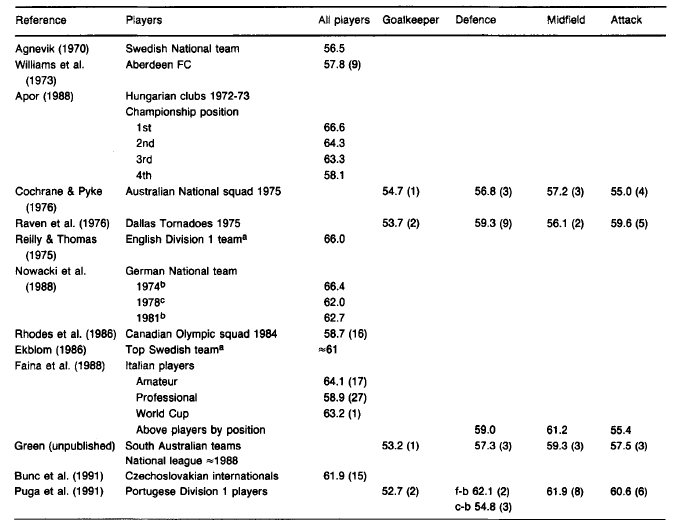 Reference Players All players Goalkeeper Defence Midfield Attack
Agnevik (1970) Swedish National team 56.5
Williams et al. Aberdeen FC 57.8 (9)
(1973)
Apor (1988) Hungarian clubs 1972-73
Championship position
1st 66.6
2nd 64.3
3rd 63.3
4th 58.1
Cochrane & Pyke Australian National squad 1975 54.7 (1) 56.8 (3) 57.2 (3) 55.0 (4)
(1976)
Raven et al. (1976) Dallas Tornadoes 1975 53.7 (2) 59.3 (9) 56.1 (2) 59.6 (5)
Reilly & Thomas English Division 1 teamᵃ 66.0
(1975)
Nowacki et al. German National team
(1988) 1974ᵇ 66.4
1978ᶜ 62.0
1981ᵇ 62.7
Rhodes et al. (1986) Canadian Olympic squad 1984 58.7 (16)
Ekblom (1986) Top Swedish teamᵃ ≈61
Faina et al. (1988) Italian players
Amateur 64.1 (17)
Professional 58.9 (27)
World Cup 63.2 (1)
Above players by position 59.0 61.2 55.4
Green (unpublished) South Australian teams 53.2 (1) 57.3 (3) 59.3 (3) 57.5 (3)
National league ≈1988
Bunc et al. (1991) Czechoslovakian internationals 61.9 (15)
Puga et al. (1991) Portugese Division 1 players 52.7 (2) f-b 62.1 (2) 61.9 (8) 60.6 (6)
c-b 54.8 (3)